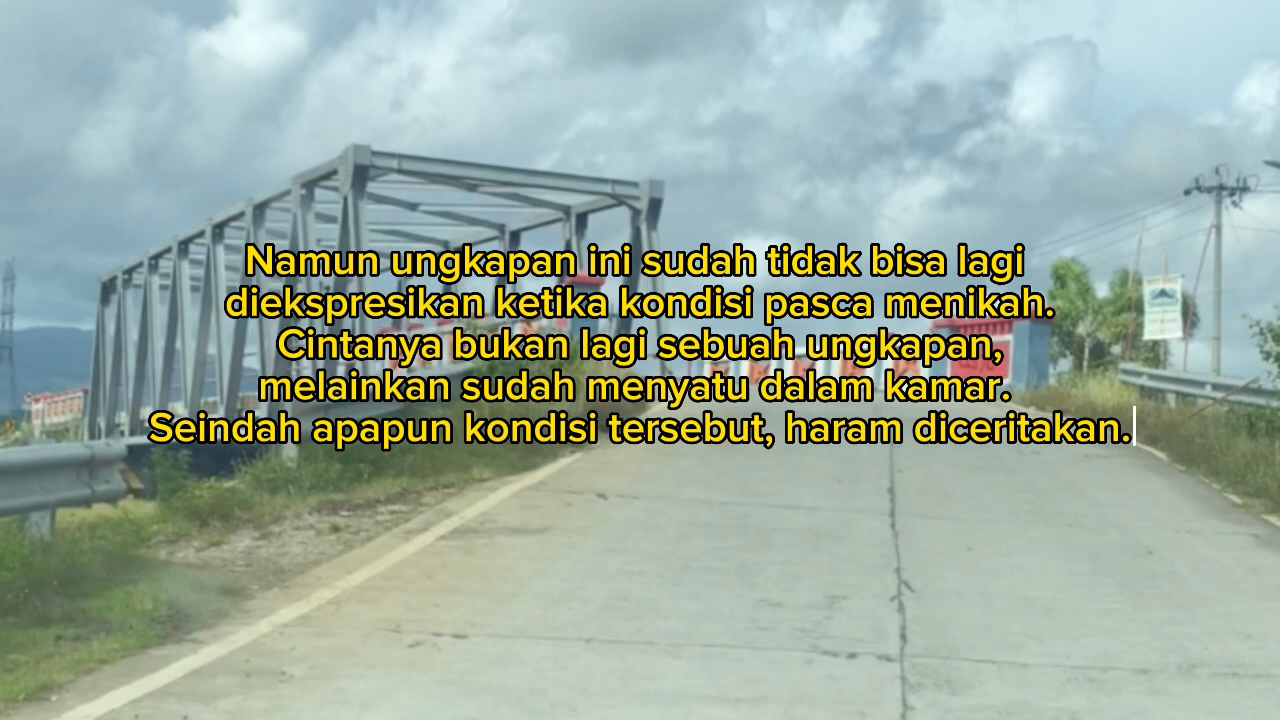 Namun ungkapan ini sudah tidak bisa lagi
diekspresikan ketika kondisi pasca menikah.
Cintanya bukan lagi sebuah ungkapan,
melainkan sudah menyatu dalam kamar.
Seindah apapun kondisi tersebut, haram diceritakan.